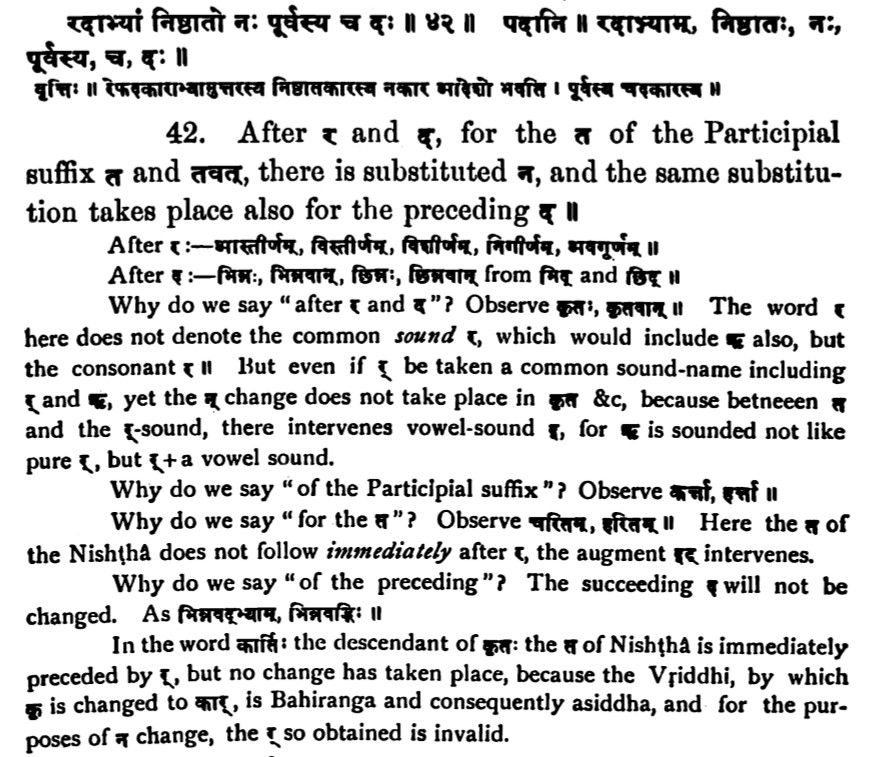 रदाभ्यां निष्ठातो नः पूर्वस्य च दः ॥ ४२ ॥ पदानि ॥ रदाभ्याम्, निष्ठातः, नः,
पूर्वस्य, च, दः ॥
वृत्तिः ॥ रेफदकाराभ्यामुत्तरस्य निष्ठातकारस्य नकार आदेशो भवति । पूर्वस्य चदकारस्य ॥
42. After र and द्, for the त of the Participial
suffix त and तवत्, there is substituted न, and the same substitu-
tion takes place also for the preceding द ॥
After र :—आस्तीर्णम्, विस्तीर्णम्, विशीर्णम्, निगीर्णम्, अवगूर्णम् ॥
After द :—भिन्नः, भिन्नवान्, छिन्नः, छिन्नवान् from भिद् and छिद् ॥
Why do we say "after र and द"? Observe कृतः, कृतवान् ॥ The word र
here does not denote the common sound र्, which would include ऋ also, but
the consonant र ॥ But even if र् be taken a common sound-name including
र् and ऋ, yet the न् change does not take place in कृत &c, because betneeen त
and the र्-sound, there intervenes vowel-sound र्, for ऋ is sounded not like
pure र्, but र्+a vowel sound.
Why do we say "of the Participial suffix"? Observe कर्त्ता, हर्त्ता ॥
Why do we say "for the त"? Observe चरितम्, हरितम् ॥ Here the त of
the Nishṭhâ does not follow immediately after र, the augment इट् intervenes.
Why do we say "of the preceding"? The succeeding द् will not be
changed. As भिन्नवद्भ्याम्, भिन्नवद्भिः ॥
In the word कार्त्तिः the descendant of कृतः the त of Nishṭhâ is immediately
preceded by र्, but no change has taken place, because the Vṛiddhi, by which
कृ is changed to कार्, is Bahiranga and consequently asiddha, and for the pur-
poses of न change, the र् so obtained is invalid.